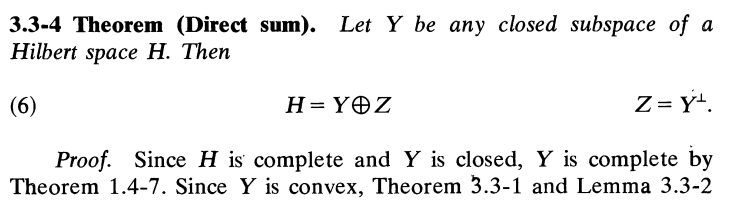 3.3-4 Theorem (Direct sum). Let Y be any closed subspace of a
Hilbert space H. Then
(6) H = Y⊕Z Z = Y⊥.
Proof. Since H is complete and Y is closed, Y is complete by
Theorem 1.4-7. Since Y is convex, Theorem 3.3-1 and Lemma 3.3-2